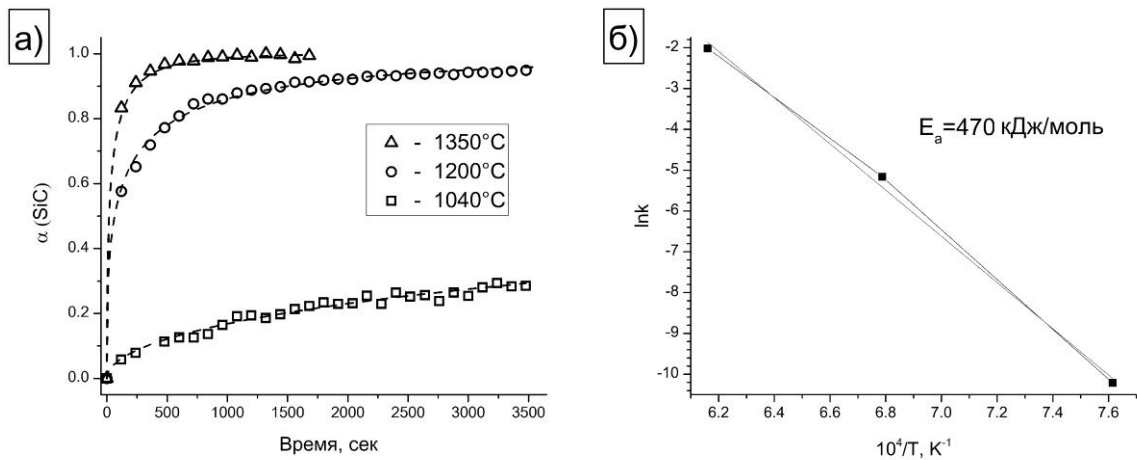 а)
1.0
0.8
0.6
0.4
0.2
0.0
α (SiC)
- 1350°C
- 1200°C
- 1040°C
0 500 1000 1500 2000 2500 3000 3500
Время, сек
б)
-2
-3
-4
-5
-6
-7
-8
-9
-10
lnk
Eₐ=470 кДж/моль
6.2 6.4 6.6 6.8 7.0 7.2 7.4 7.6
10⁴/T, K⁻¹